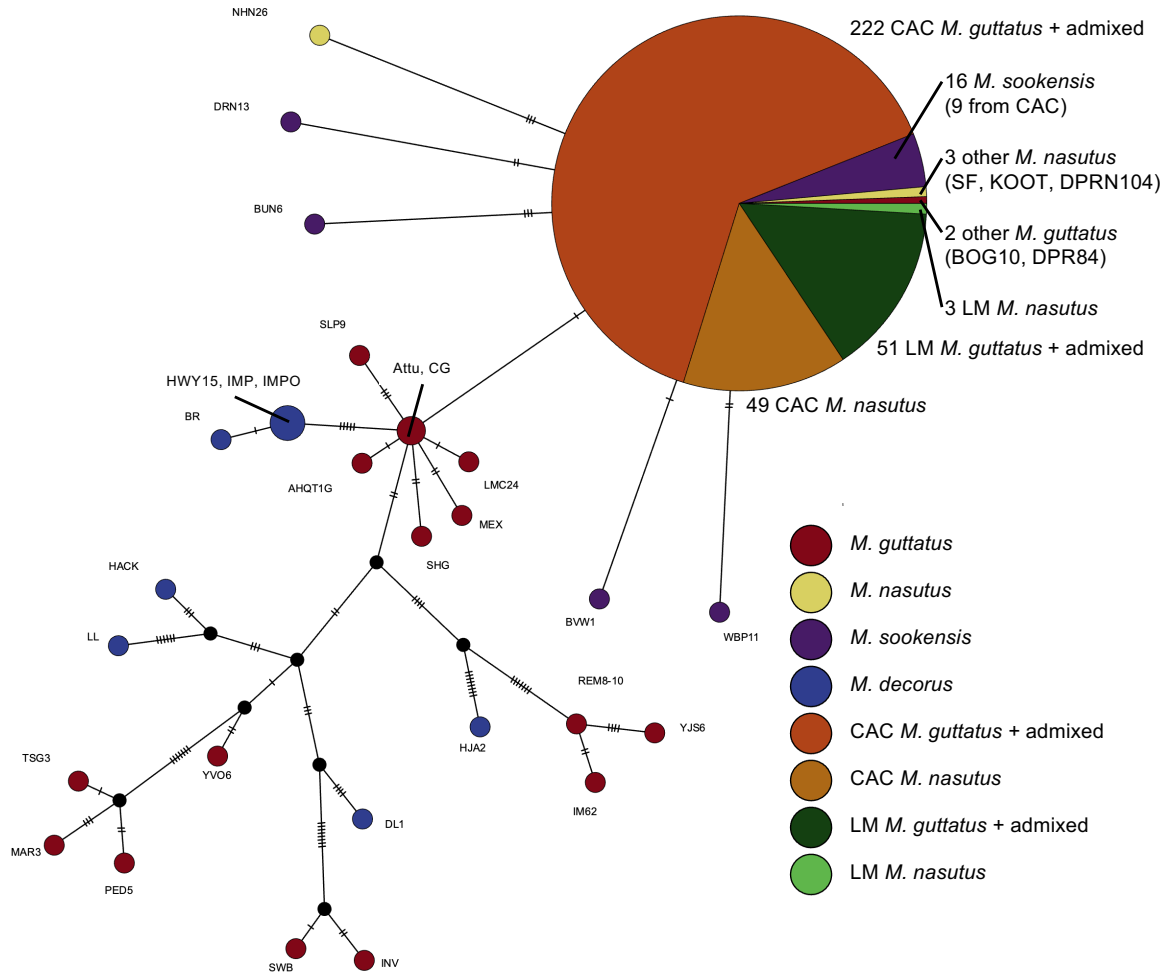 NHN26
222 CAC M. guttatus + admixed
16 M. sookensis
(9 from CAC)
DRN13
3 other M. nasutus
(SF, KOOT, DPRN104)
BUN6
2 other M. guttatus
(BOG10, DPR84)
3 LM M. nasutus
51 LM M. guttatus + admixed
49 CAC M. nasutus
SLP9
Attu, CG
HWY15, IMP, IMPO
BR
AHQT1G
LMC24
MEX
SHG
HACK
LL
BVW1
WBP11
REM8-10
YJS6
HJA2
IM62
TSG3
YVO6
DL1
MAR3
PED5
SWB
INV
M. guttatus
M. nasutus
M. sookensis
M. decorus
CAC M. guttatus + admixed
CAC M. nasutus
LM M. guttatus + admixed
LM M. nasutus